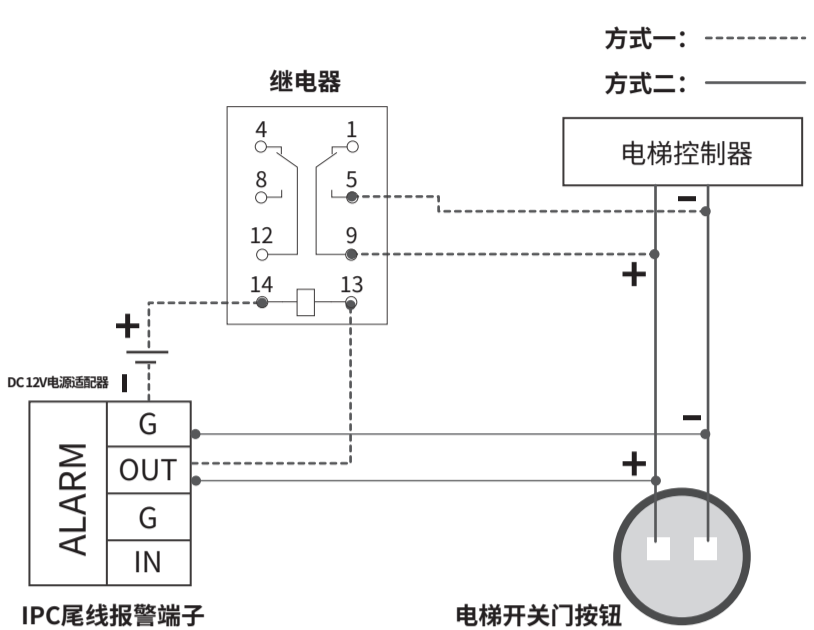 方式一：
方式二：
继电器
4 1
8 5
12 9
14 13
电梯控制器
−
+
+
DC 12V电源适配器
−
−
+
ALARM
G
OUT
G
IN
IPC尾线报警端子
电梯开关门按钮